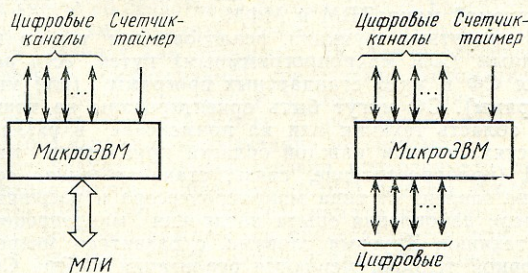 Цифровые каналы
Счетчик-таймер
Цифровые каналы
Счетчик-таймер
МикроЭВМ
МикроЭВМ
МПИ
Цифровые